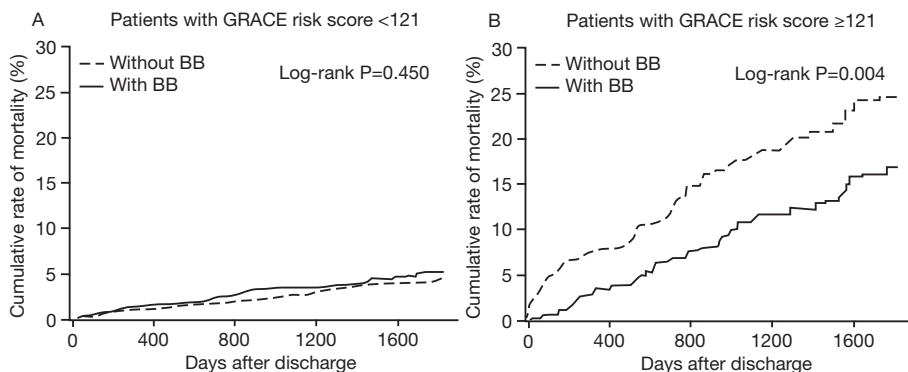 A
Patients with GRACE risk score <121
Cumulative rate of mortality (%)
30
25
20
15
10
5
0
Without BB
With BB
Log-rank P=0.450
0
400
800
1200
1600
Days after discharge
B
Patients with GRACE risk score ≥121
Cumulative rate of mortality (%)
30
25
20
15
10
5
0
Without BB
With BB
Log-rank P=0.004
0
400
800
1200
1600
Days after discharge